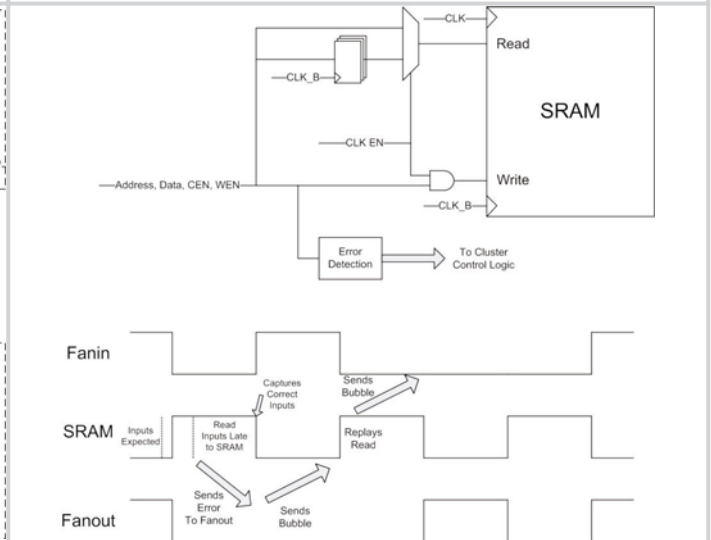 CLK
Read
CLK_B
SRAM
CLK EN
Address, Data, CEN, WEN
Write
CLK_B
Error
Detection
To Cluster
Control Logic
Fanin
Captures
Correct
Inputs
Sends
Bubble
SRAM
Inputs
Expected
Read
Inputs Late
to SRAM
Replays
Read
Sends
Error
To Fanout
Sends
Bubble
Fanout